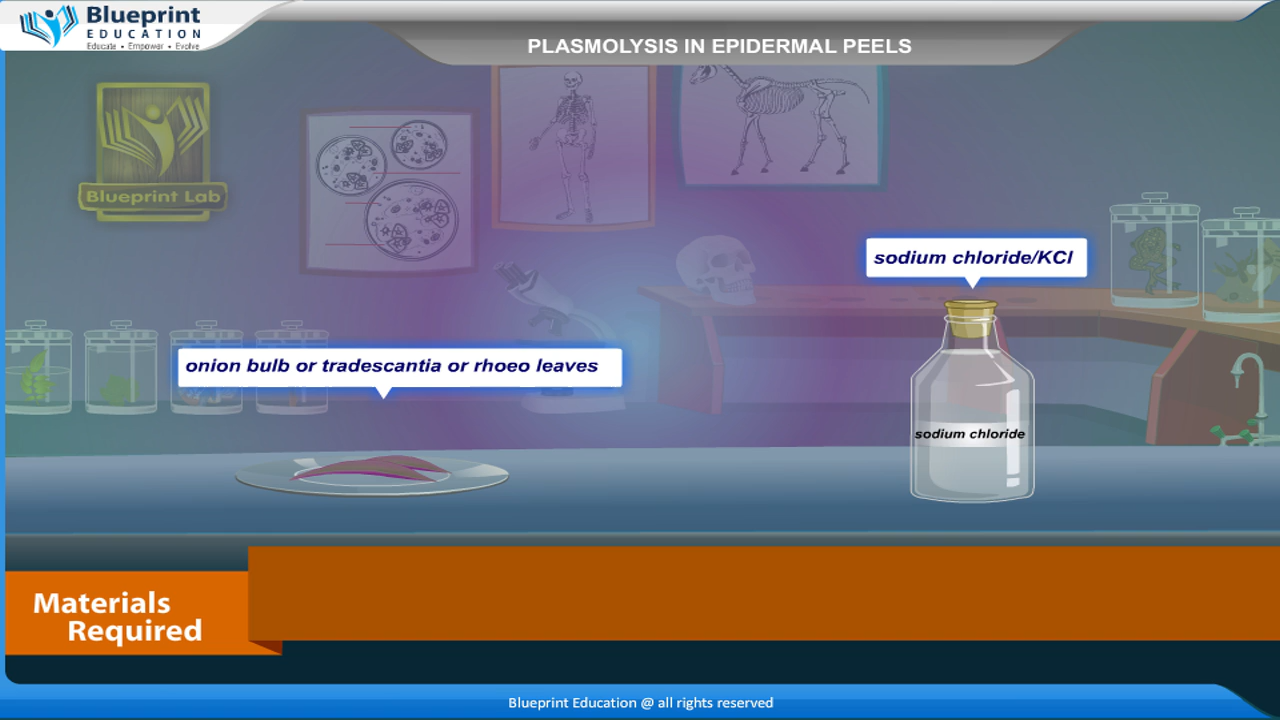 Blueprint
EDUCATION
Educate • Empower • Evolve
PLASMOLYSIS IN EPIDERMAL PEELS
Blueprint Lab
sodium chloride/KCl
onion bulb or tradescantia or rhoeo leaves
sodium chloride
Materials
Required
Blueprint Education @ all rights reserved